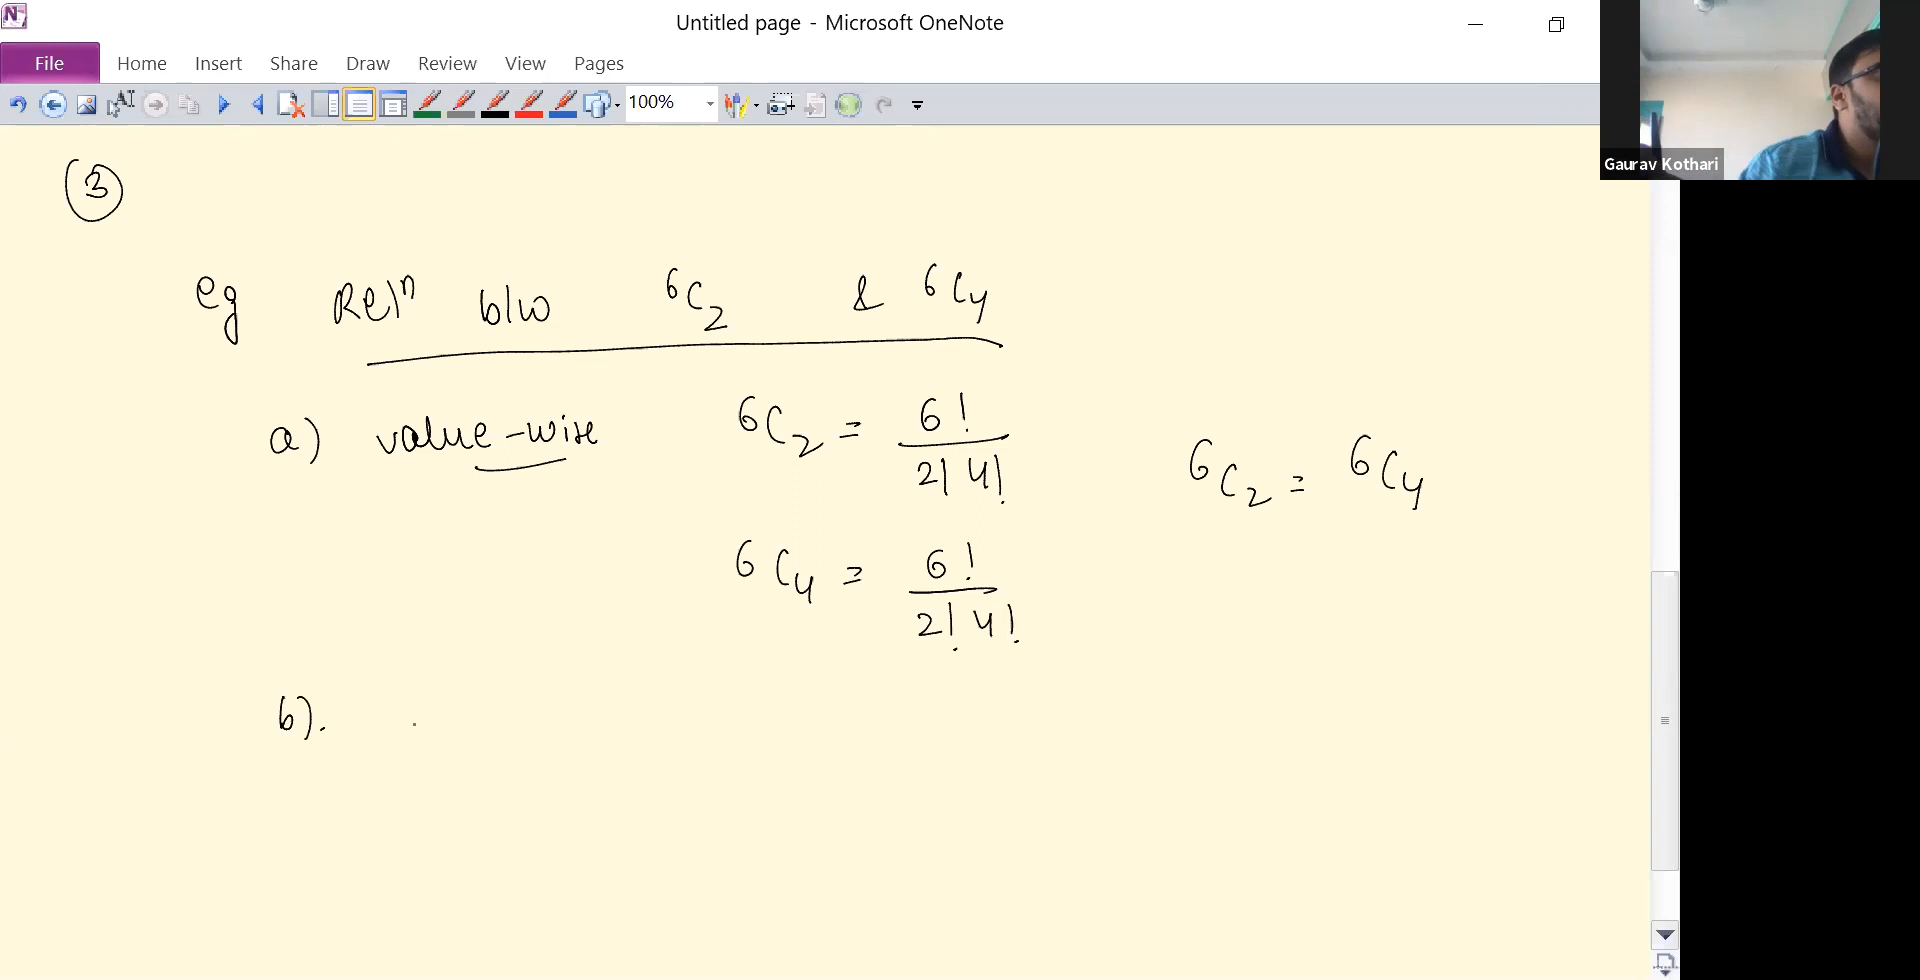 Untitled page - Microsoft OneNote
File Home Insert Share Draw Review View Pages
100%
Gaurav Kothari
(3)
eg Relⁿ b/w ⁶C₂ & ⁶C₄
a) value-wise ⁶C₂ = 6! / 2! 4!
⁶C₂ = ⁶C₄
⁶C₄ = 6! / 2! 4!
b).